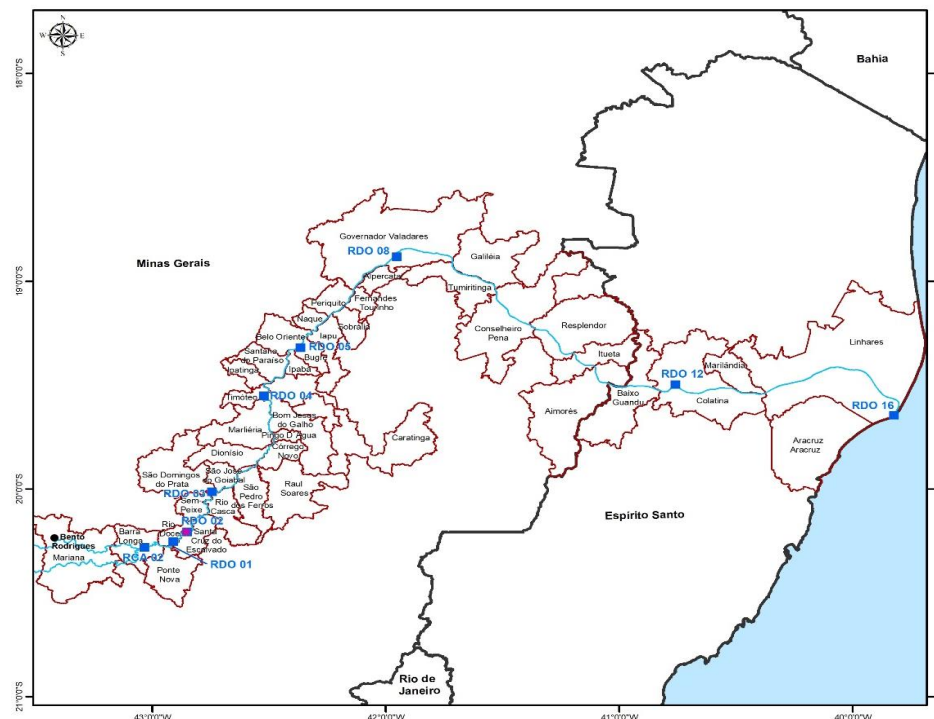 N
W E
S
Bahia
18°0'0"S
Governador Valadares
RDO 08
Galiléia
Minas Gerais
19°0'0"S
Alpercata
Tumiritinga
Periquito
Fernandes
Tourinho
Naque
Sobrália
Conselheiro
Pena
Resplendor
Belo Oriente
Iapu
Linhares
RDO 05
Santana
do Paraíso
Bugre
Itueta
Marilândia
Ipatinga
Ipaba
RDO 12
Baixo
Guandu
Colatina
Timóteo
RDO 04
RDO 16
Aimorés
Bom Jesus
do Galho
Marliéria
Pingo D'Água
Caratinga
Aracruz
Aracruz
Córrego
Novo
Dionísio
São José
do Goiabal
São Domingos
do Prata
Raul
Soares
20°0'0"S
RDO 03
São
Pedro
dos Ferros
Sem-
Peixe
Rio
Casca
Espirito Santo
RDO 02
Rio
Doce
Santa
Cruz do
Escalvado
Barra
Longa
Bento
Rodrigues
Mariana
RCA 02
RDO 01
Ponte
Nova
Rio de
Janeiro
21°0'0"S
43°0'0"W
42°0'0"W
41°0'0"W
40°0'0"W